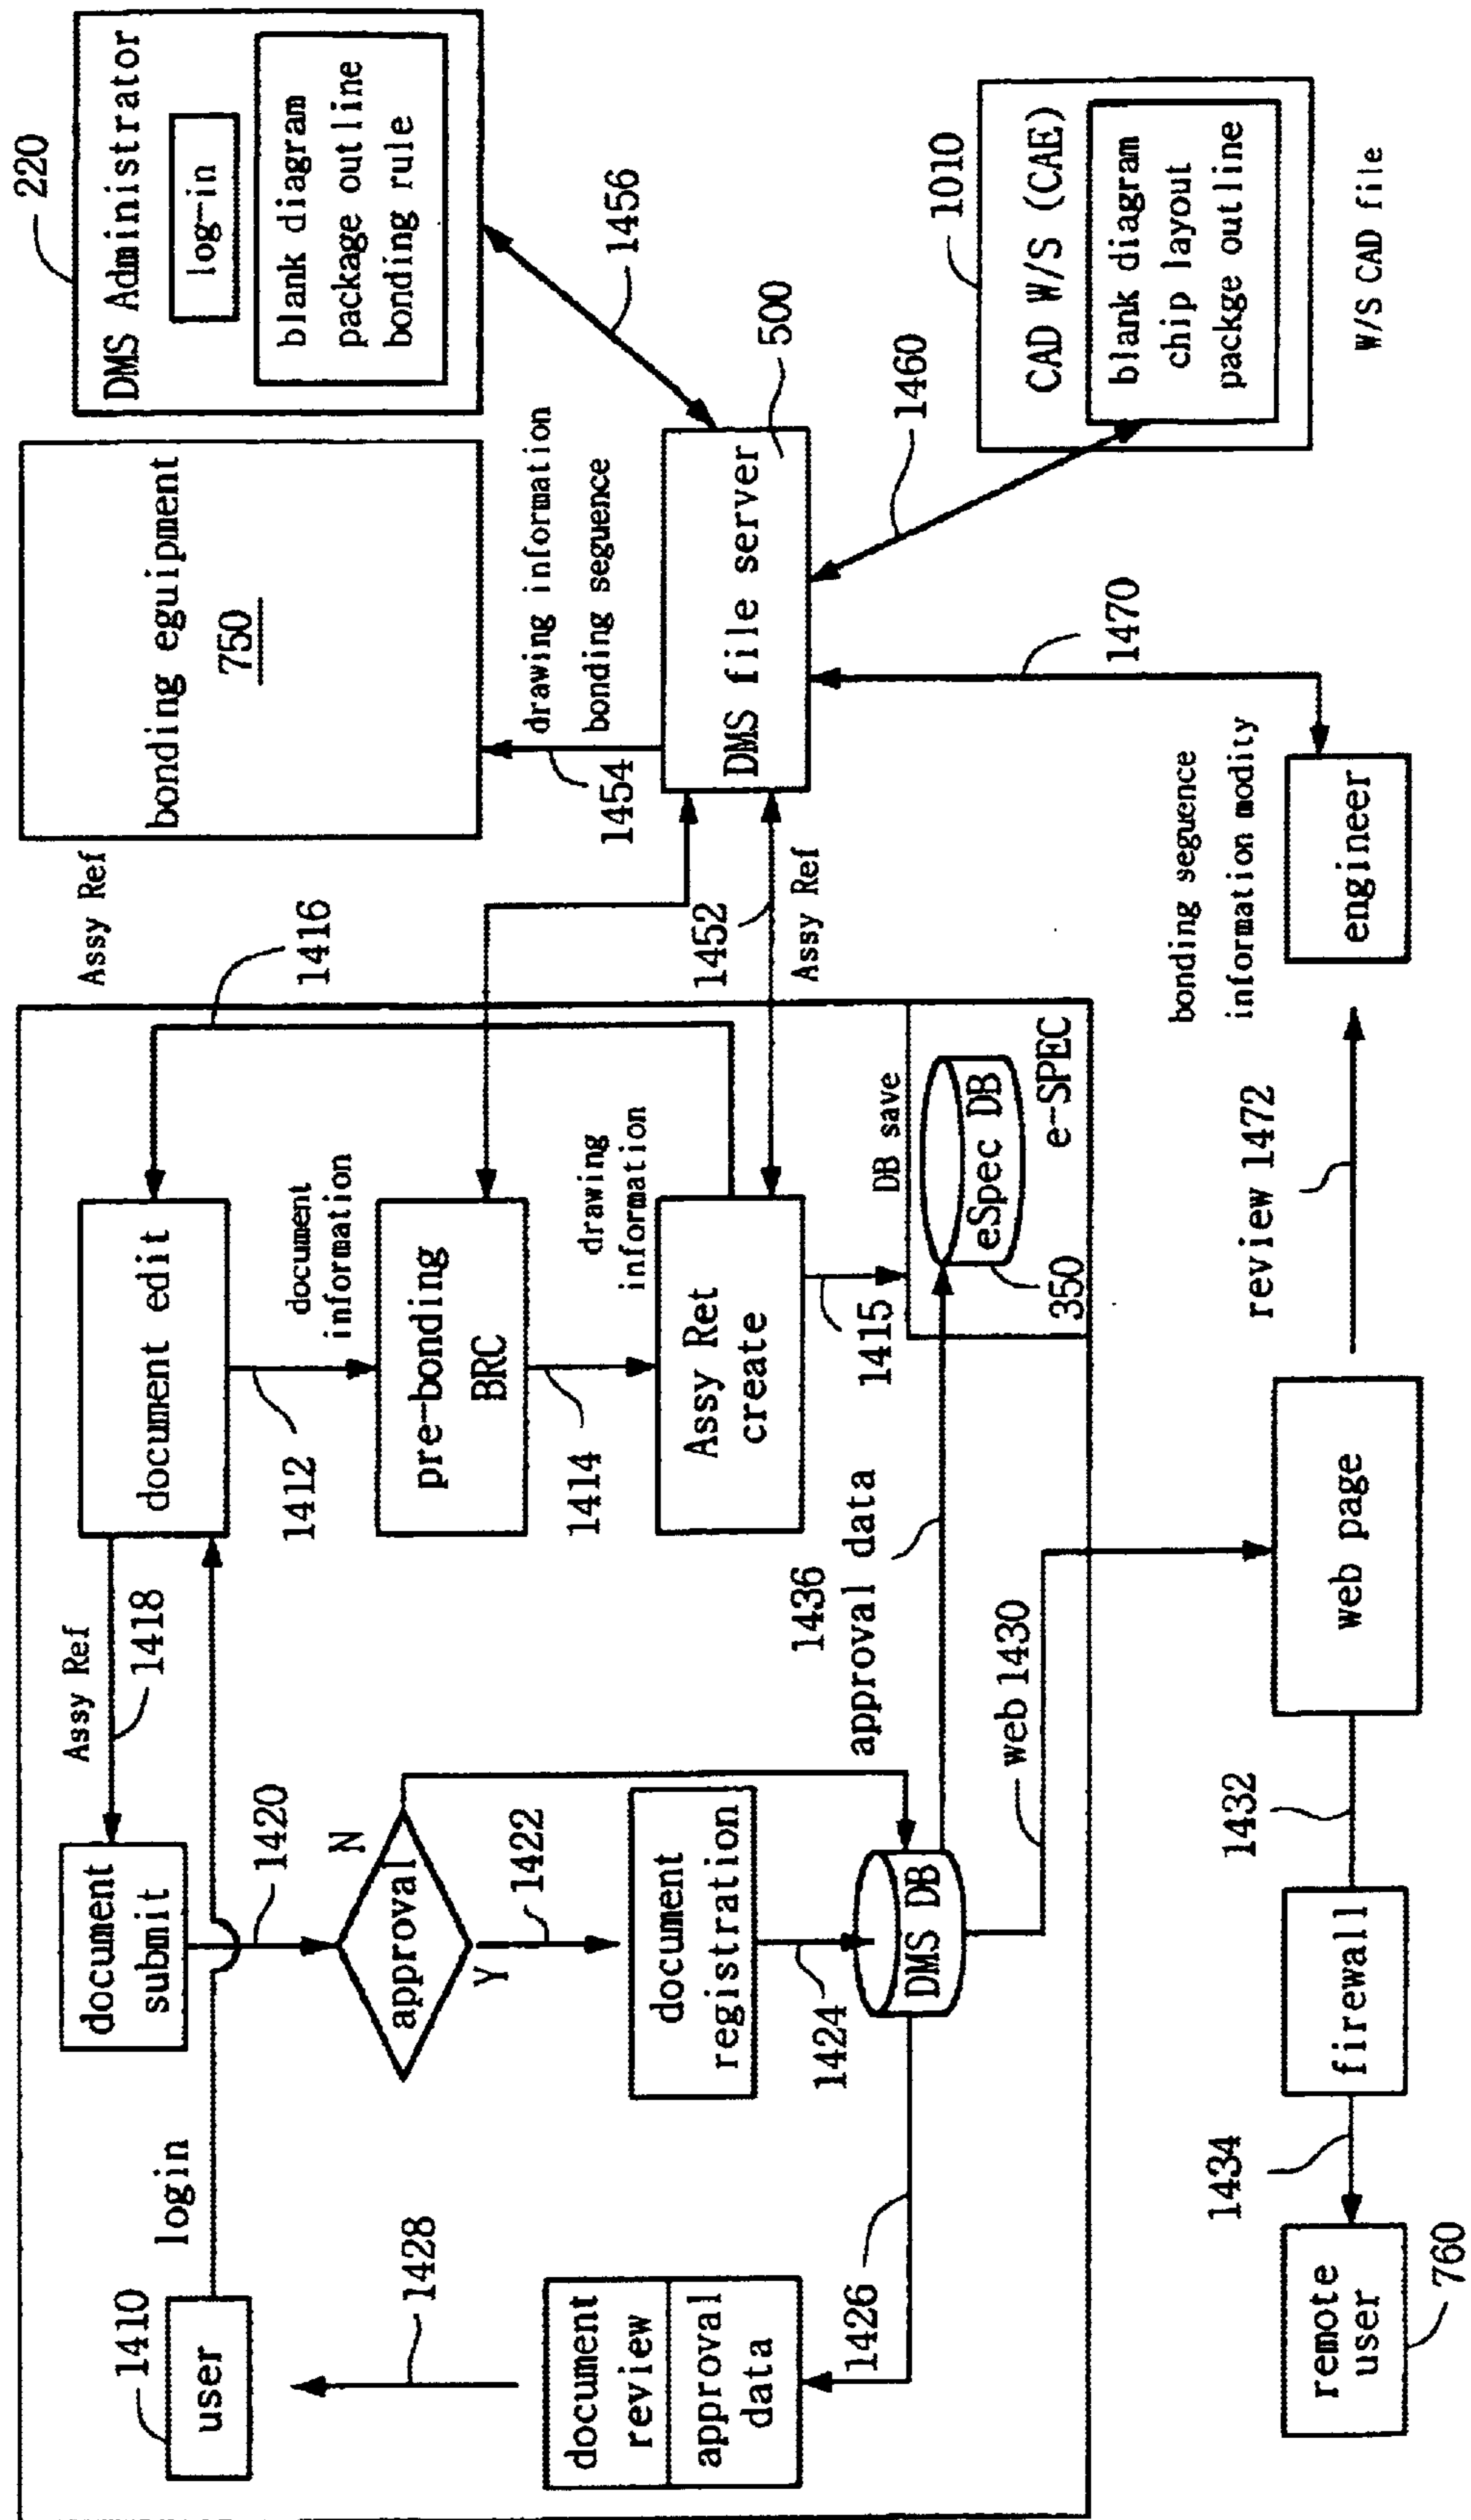 1410
user
login
1428
document
review
approval
data
1426
document
submit
Assy Ref
1418
1420
N
approval
Y
1422
document
registration
1424
DMS DB
1436
approval data
web 1430
document edit
1412
document
information
pre-bonding
BRC
1414
drawing
information
Assy Ret
create
1415
DB save
eSpec DB
350
e-SPEC
Assy Ref
1416
1452
Assy Ref
bonding eguipment
750
1454
drawing information
bonding seguence
DMS file server
500
220
DMS Administrator
log-in
blank diagram
package outline
bonding rule
1456
1460
1010
CAD W/S (CAE)
blank diagram
chip layout
packge outline
W/S CAD file
1470
bonding seguence
information modity
engineer
review 1472
web page
1432
firewall
1434
remote
user
760